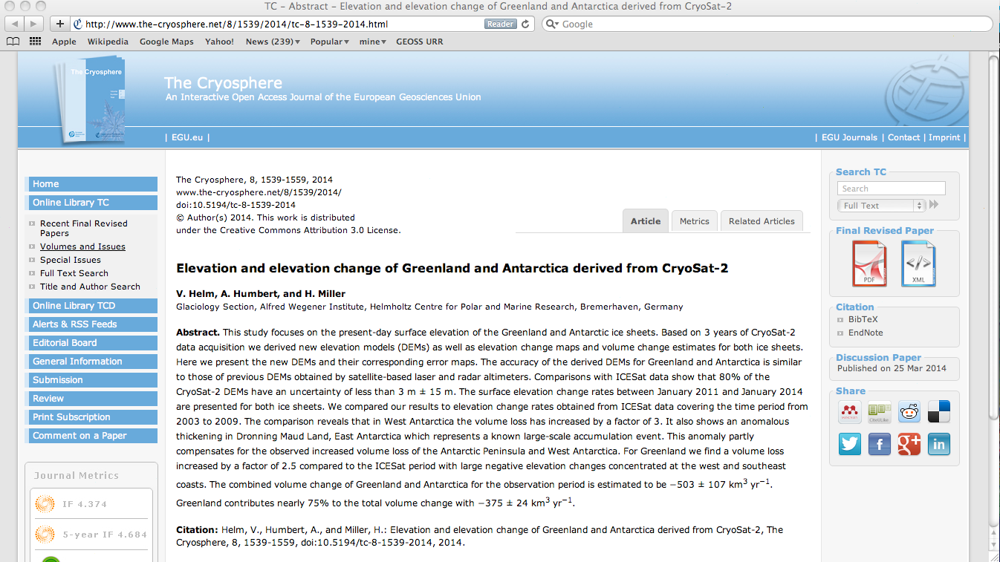 TC – Abstract – Elevation and elevation change of Greenland and Antarctica derived from CryoSat-2
http://www.the-cryosphere.net/8/1539/2014/tc-8-1539-2014.html
Reader
Google
Apple Wikipedia Google Maps Yahoo! News (239) Popular mine GEOSS URR
The Cryosphere
The Cryosphere
An Interactive Open Access Journal of the European Geosciences Union
| EGU.eu |
| EGU Journals | Contact | Imprint |
Home
Online Library TC
Recent Final Revised
Papers
Volumes and Issues
Special Issues
Full Text Search
Title and Author Search
Online Library TCD
Alerts & RSS Feeds
Editorial Board
General Information
Submission
Review
Print Subscription
Comment on a Paper
Journal Metrics
IF 4.374
5-year IF 4.684
The Cryosphere, 8, 1539-1559, 2014
www.the-cryosphere.net/8/1539/2014/
doi:10.5194/tc-8-1539-2014
© Author(s) 2014. This work is distributed
under the Creative Commons Attribution 3.0 License.
Article Metrics Related Articles
Elevation and elevation change of Greenland and Antarctica derived from CryoSat-2
V. Helm, A. Humbert, and H. Miller
Glaciology Section, Alfred Wegener Institute, Helmholtz Centre for Polar and Marine Research, Bremerhaven, Germany
Abstract. This study focuses on the present-day surface elevation of the Greenland and Antarctic ice sheets. Based on 3 years of CryoSat-2
data acquisition we derived new elevation models (DEMs) as well as elevation change maps and volume change estimates for both ice sheets.
Here we present the new DEMs and their corresponding error maps. The accuracy of the derived DEMs for Greenland and Antarctica is similar
to those of previous DEMs obtained by satellite-based laser and radar altimeters. Comparisons with ICESat data show that 80% of the
CryoSat-2 DEMs have an uncertainty of less than 3 m ± 15 m. The surface elevation change rates between January 2011 and January 2014
are presented for both ice sheets. We compared our results to elevation change rates obtained from ICESat data covering the time period from
2003 to 2009. The comparison reveals that in West Antarctica the volume loss has increased by a factor of 3. It also shows an anomalous
thickening in Dronning Maud Land, East Antarctica which represents a known large-scale accumulation event. This anomaly partly
compensates for the observed increased volume loss of the Antarctic Peninsula and West Antarctica. For Greenland we find a volume loss
increased by a factor of 2.5 compared to the ICESat period with large negative elevation changes concentrated at the west and southeast
coasts. The combined volume change of Greenland and Antarctica for the observation period is estimated to be −503 ± 107 km³ yr⁻¹.
Greenland contributes nearly 75% to the total volume change with −375 ± 24 km³ yr⁻¹.
Citation: Helm, V., Humbert, A., and Miller, H.: Elevation and elevation change of Greenland and Antarctica derived from CryoSat-2, The
Cryosphere, 8, 1539-1559, doi:10.5194/tc-8-1539-2014, 2014.
Search TC
Search
Full Text
Final Revised Paper
PDF XML
Citation
BibTeX
EndNote
Discussion Paper
Published on 25 Mar 2014
Share